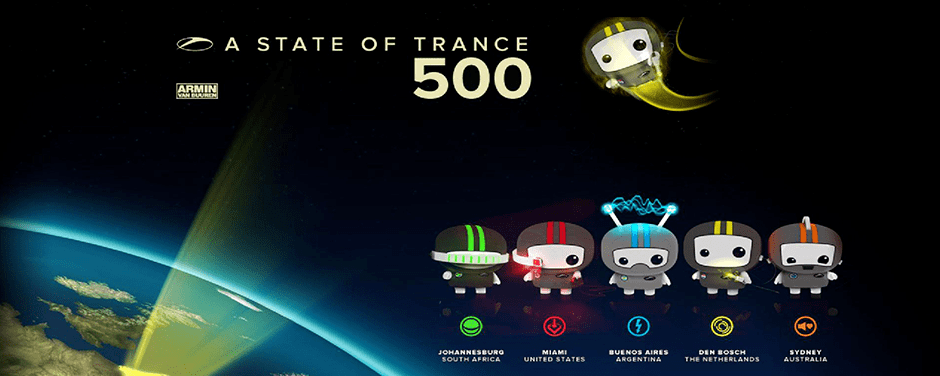 A STATE OF TRANCE
500
ARMIN
VAN BUUREN
JOHANNESBURG
SOUTH AFRICA
MIAMI
UNITED STATES
BUENOS AIRES
ARGENTINA
DEN BOSCH
THE NETHERLANDS
SYDNEY
AUSTRALIA